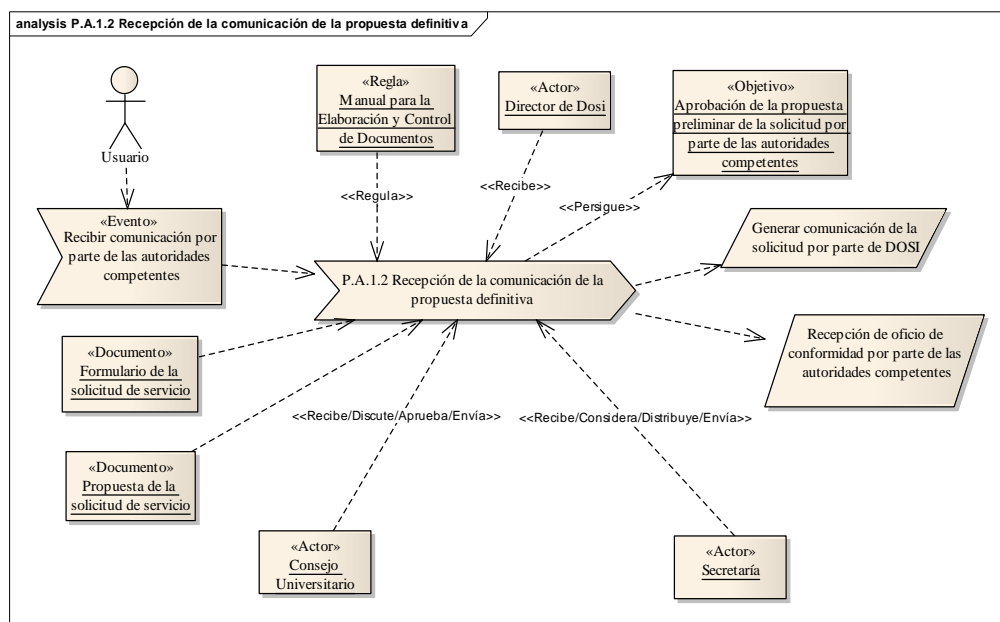 analysis P.A.1.2 Recepción de la comunicación de la propuesta definitiva
Usuario
«Regla»
Manual para la
Elaboración y Control
de Documentos
«Actor»
Director de Dosi
«Objetivo»
Aprobación de la propuesta
preliminar de la solicitud por
parte de las autoridades
competentes
<<Regula>>
<<Recibe>>
<<Persigue>>
«Evento»
Recibir comunicación por
parte de las autoridades
competentes
Generar comunicación de la
solicitud por parte de DOSI
P.A.1.2 Recepción de la comunicación de la
propuesta definitiva
Recepción de oficio de
conformidad por parte de las
autoridades competentes
«Documento»
Formulario de la
solicitud de servicio
<<Recibe/Discute/Aprueba/Envía>>
<<Recibe/Considera/Distribuye/Envía>>
«Documento»
Propuesta de la
solicitud de servicio
«Actor»
Consejo
Universitario
«Actor»
Secretaría